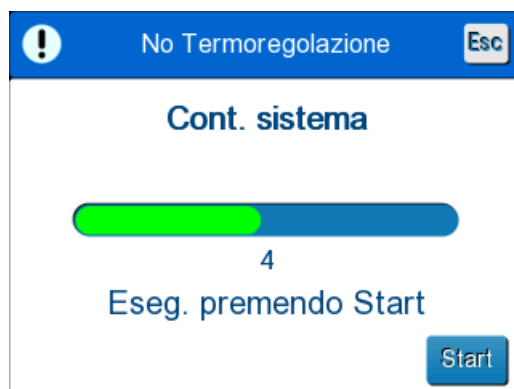 No Termoregolazione Esc
Cont. sistema
4
Eseg. premendo Start
Start